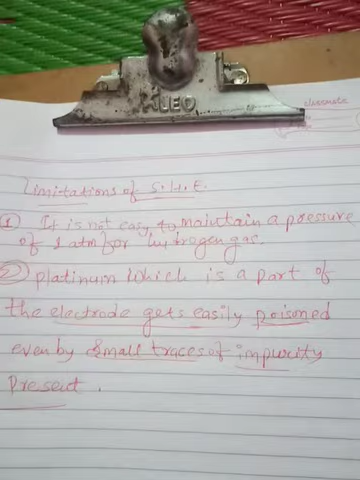 KLEO
Limitations of S.H.E.
① It is not easy to maintain a pressure
of 1 atm for hydrogen gas.
② platinum which is a part of
the electrode gets easily poisoned
even by small traces of impurity
Present.